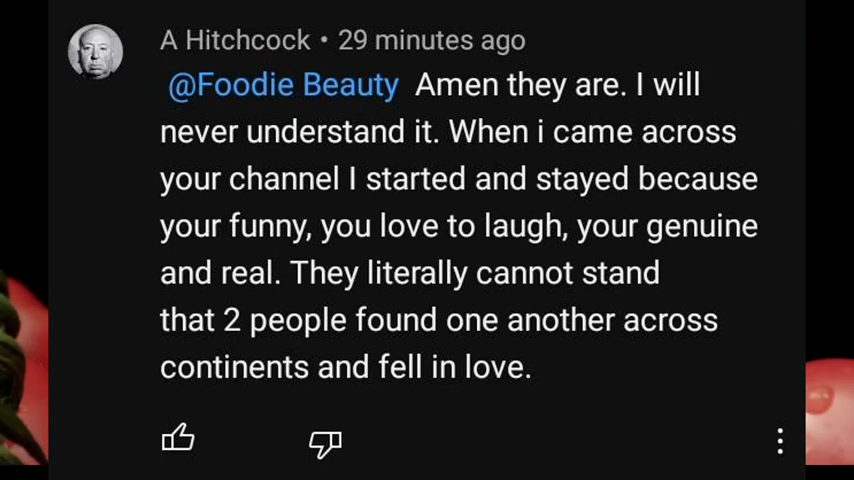 A Hitchcock • 29 minutes ago
@Foodie Beauty Amen they are. I will
never understand it. When i came across
your channel I started and stayed because
your funny, you love to laugh, your genuine
and real. They literally cannot stand
that 2 people found one another across
continents and fell in love.